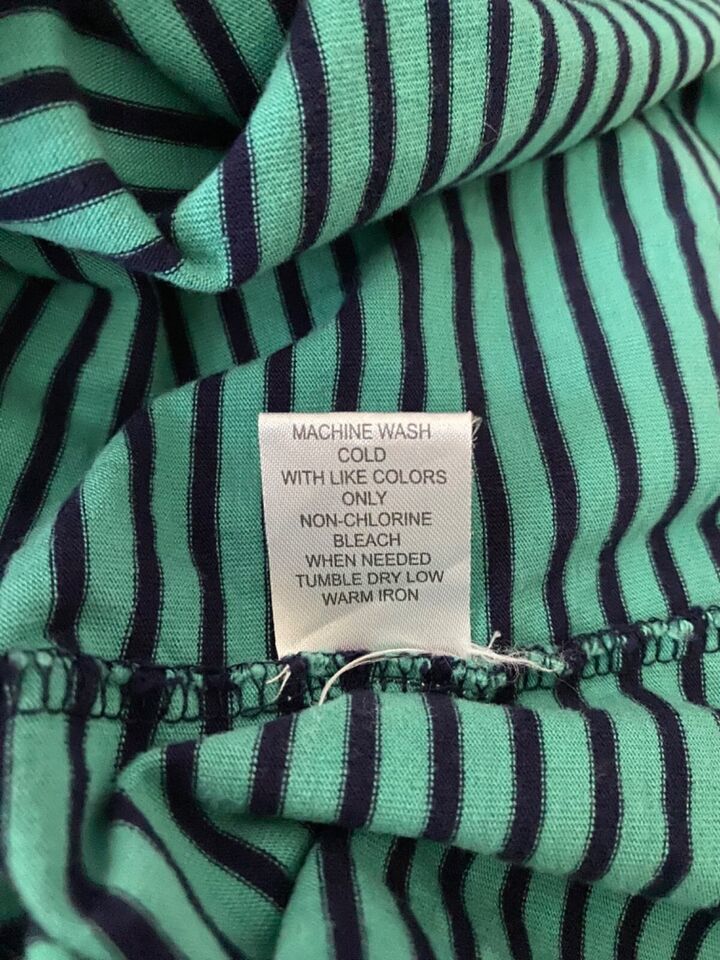 MACHINE WASH
COLD
WITH LIKE COLORS
ONLY
NON-CHLORINE
BLEACH
WHEN NEEDED
TUMBLE DRY LOW
WARM IRON